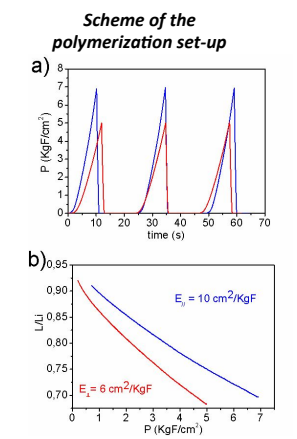 Scheme of the
polymerization set-up
a)
8
7
6
5
4
3
2
1
0
P (KgF/cm²)
0 10 20 30 40 50 60 70
time (s)
b)
0,95
0,90
0,85
0,80
0,75
0,70
L/Li
E// = 10 cm²/KgF
E⊥= 6 cm²/KgF
0 1 2 3 4 5 6 7
P (KgF/cm²)